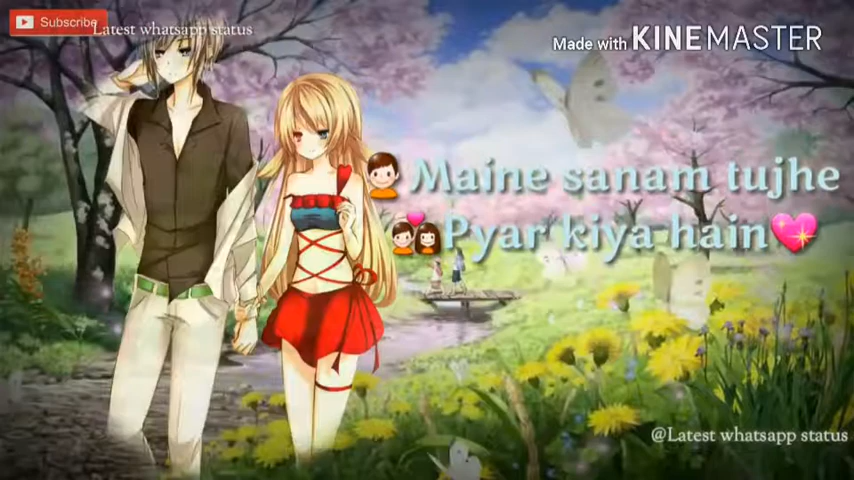 Subscribe
Latest whatsapp status
Made with KINEMASTER
Maine sanam tujhe
Pyar kiya hain
@Latest whatsapp status